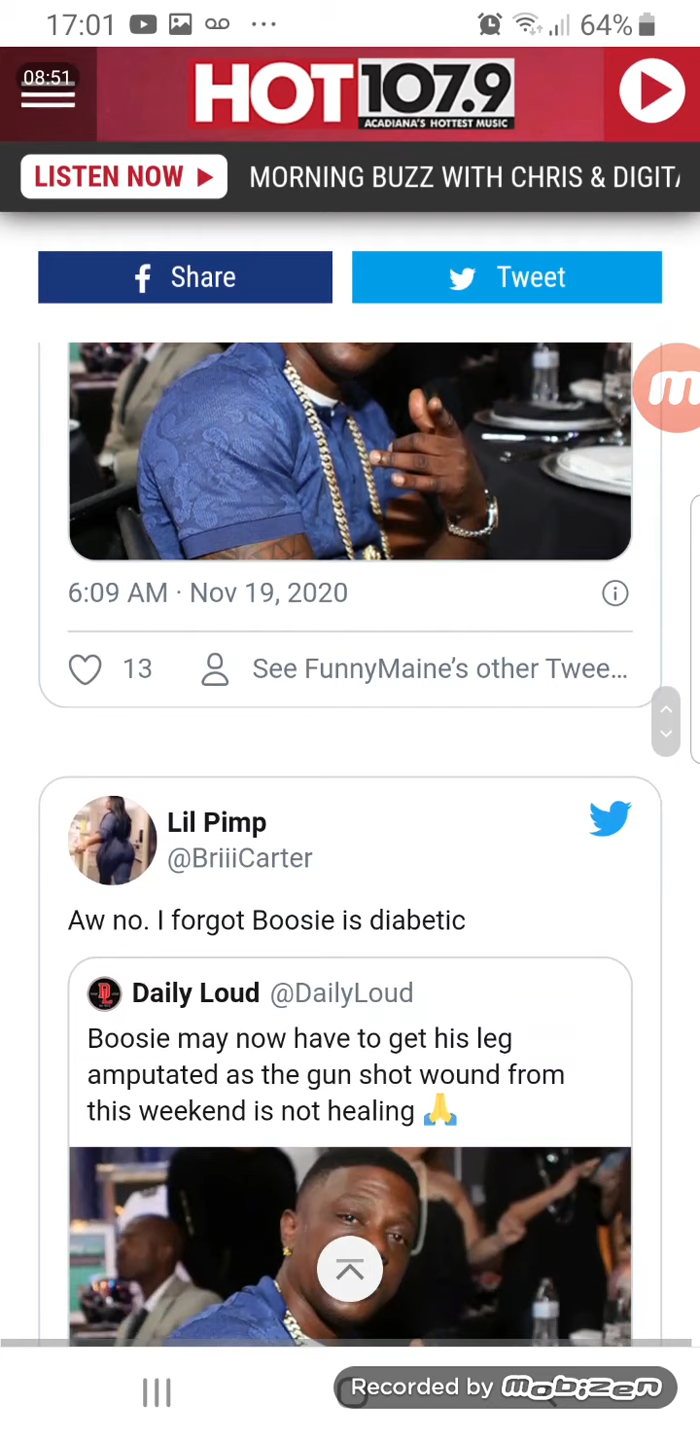 17:01 64%
08:51
HOT 107.9
ACADIANA'S HOTTEST MUSIC
LISTEN NOW MORNING BUZZ WITH CHRIS & DIGITA
Share Tweet
m
6:09 AM · Nov 19, 2020
13 See FunnyMaine's other Twee...
Lil Pimp
@BriiiCarter
Aw no. I forgot Boosie is diabetic
Daily Loud @DailyLoud
Boosie may now have to get his leg
amputated as the gun shot wound from
this weekend is not healing 🙏
Recorded by mobizen